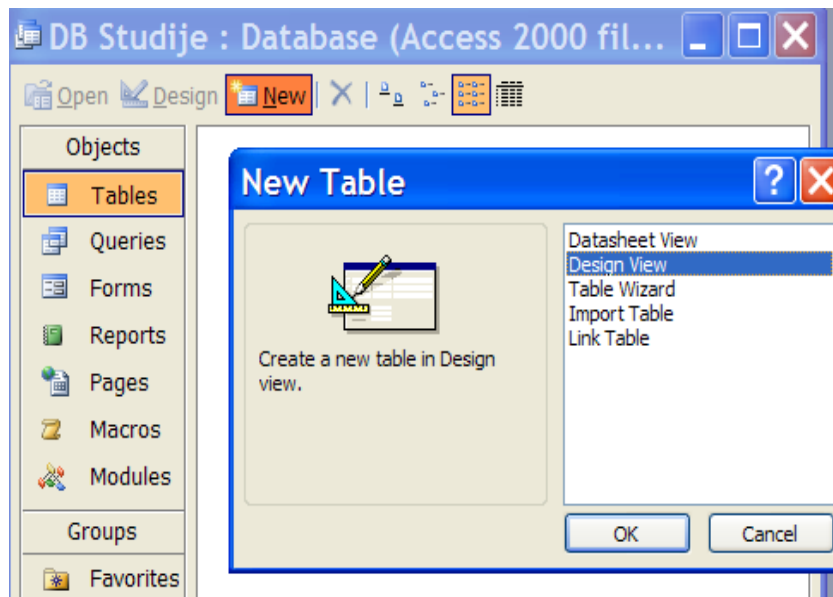 DB Studije : Database (Access 2000 fil...
Open Design New
Objects
Tables
Queries
Forms
Reports
Pages
Macros
Modules
Groups
Favorites
New Table
Create a new table in Design
view.
Datasheet View
Design View
Table Wizard
Import Table
Link Table
OK Cancel